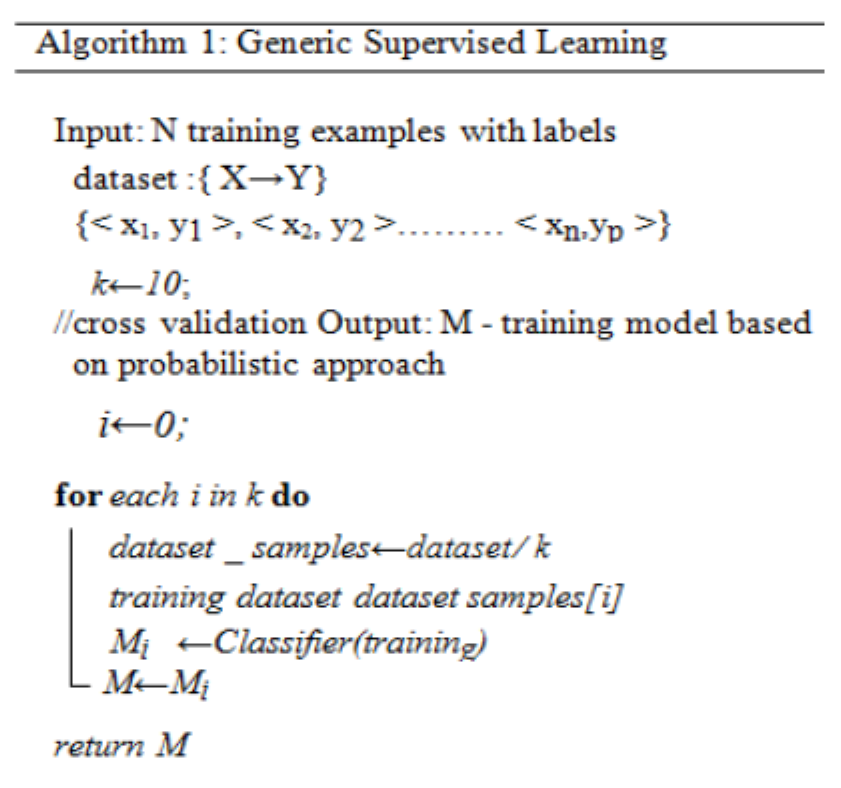 Algorithm 1: Generic Supervised Learning
Input: N training examples with labels
dataset :{ X→Y}
{< x₁, y1 >, < x₂, y2 >......... < xn,yp >}
k←10;
//cross validation Output: M - training model based
on probabilistic approach
i←0;
for each i in k do
dataset _ samples←dataset/ k
training dataset dataset samples[i]
Mi ←Classifier(training)
M←Mi
return M